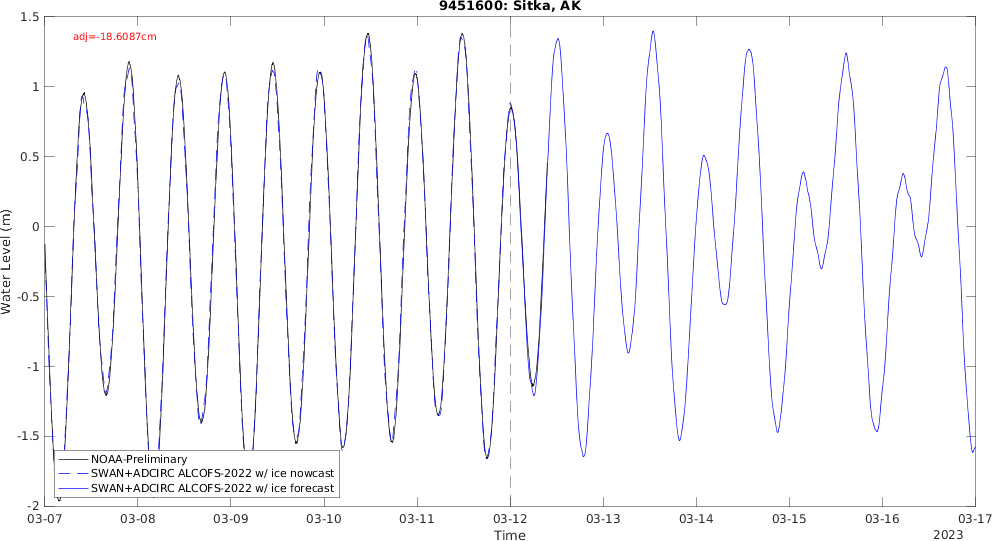 9451600: Sitka, AK
adj=-18.6087cm
1.5
1
0.5
0
-0.5
-1
-1.5
-2
Water Level (m)
NOAA-Preliminary
SWAN+ADCIRC ALCOFS-2022 w/ ice nowcast
SWAN+ADCIRC ALCOFS-2022 w/ ice forecast
03-07 03-08 03-09 03-10 03-11 03-12 03-13 03-14 03-15 03-16 03-17
Time
2023